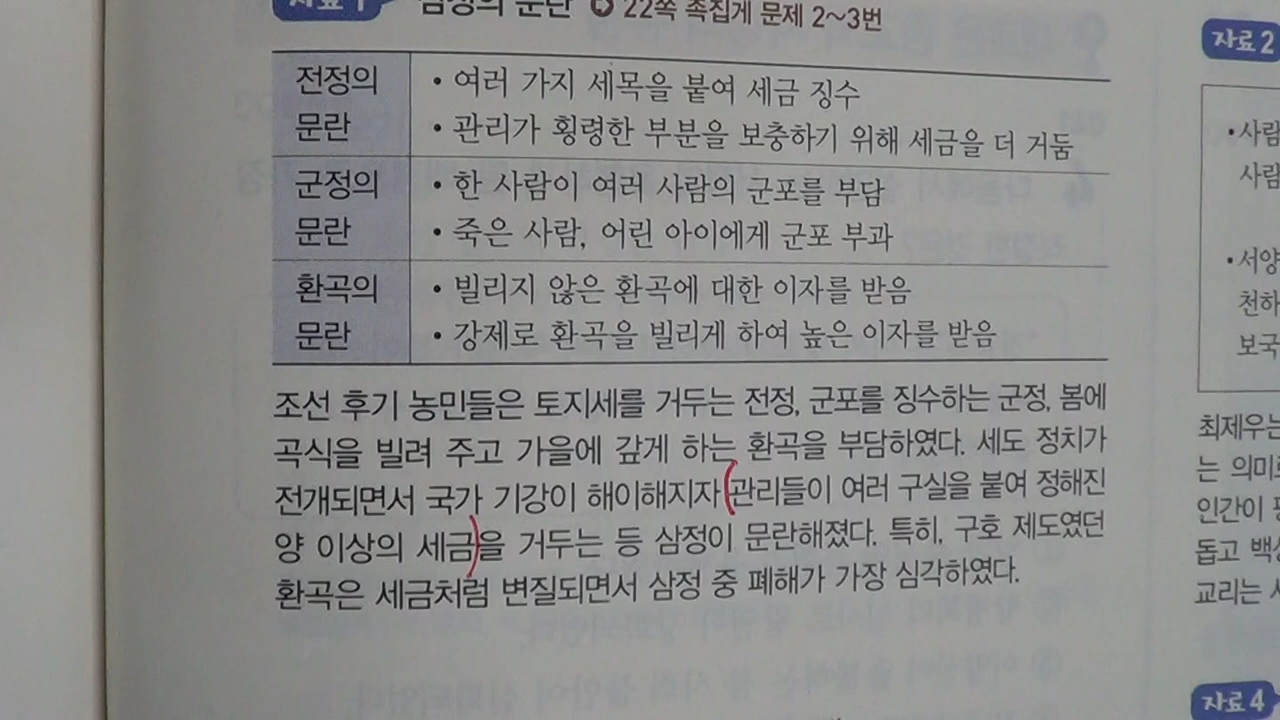 자료 1 삼정의 문란 22쪽 족집게 문제 2~3번
전정의
문란
• 여러 가지 세목을 붙여 세금 징수
• 관리가 횡령한 부분을 보충하기 위해 세금을 더 거둠
군정의
문란
• 한 사람이 여러 사람의 군포를 부담
• 죽은 사람, 어린 아이에게 군포 부과
환곡의
문란
• 빌리지 않은 환곡에 대한 이자를 받음
• 강제로 환곡을 빌리게 하여 높은 이자를 받음
조선 후기 농민들은 토지세를 거두는 전정, 군포를 징수하는 군정, 봄에
곡식을 빌려 주고 가을에 갚게 하는 환곡을 부담하였다. 세도 정치가
전개되면서 국가 기강이 해이해지자 (관리들이 여러 구실을 붙여 정해진
양 이상의 세금)을 거두는 등 삼정이 문란해졌다. 특히, 구호 제도였던
환곡은 세금처럼 변질되면서 삼정 중 폐해가 가장 심각하였다.
자료 2
• 사람
사람
• 서양
천하
보국
최제우는
는 의미
인간이
돕고 백성
교리는
자료 4